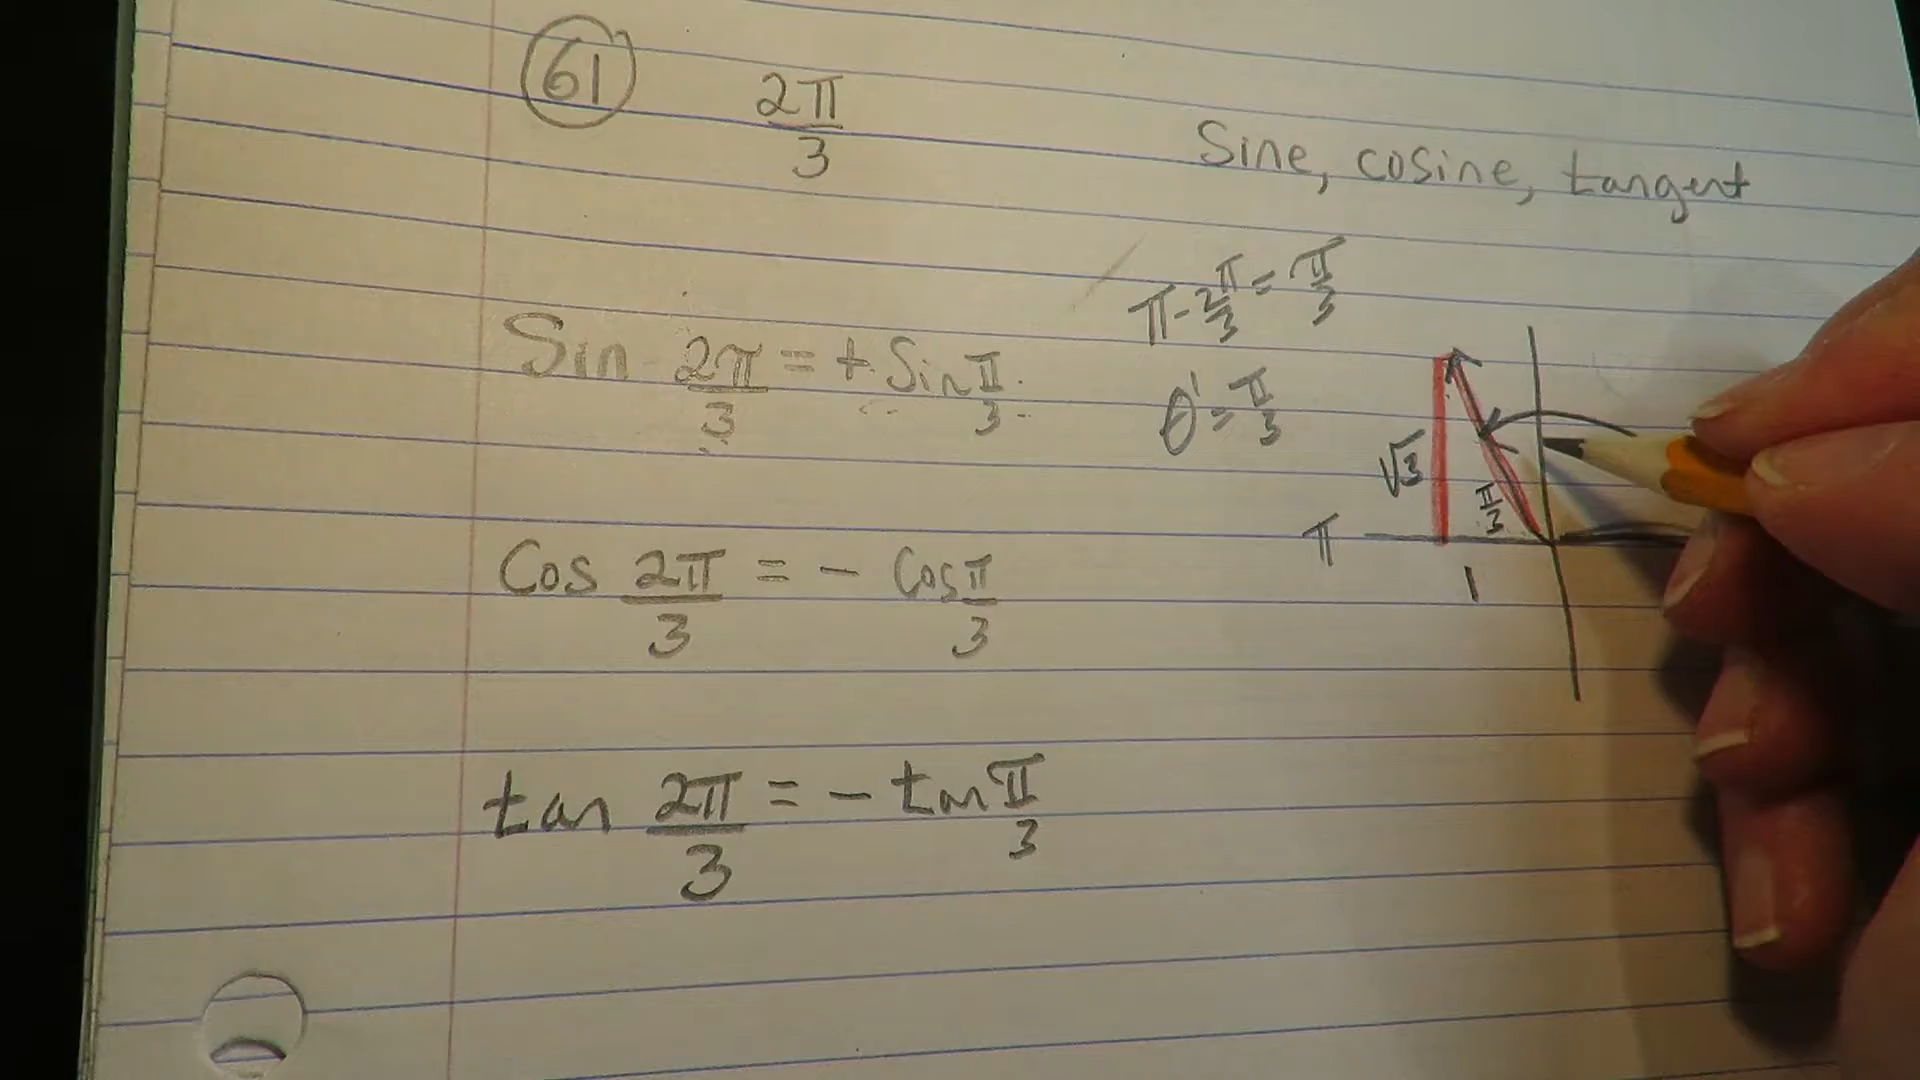 61 2π/3
Sine, cosine, tangent
π - 2π/3 = π/3
Sin 2π/3 = + Sin π/3
θ' = π/3
√3
π/3
π
1
Cos 2π/3 = - Cos π/3
tan 2π/3 = - tan π/3